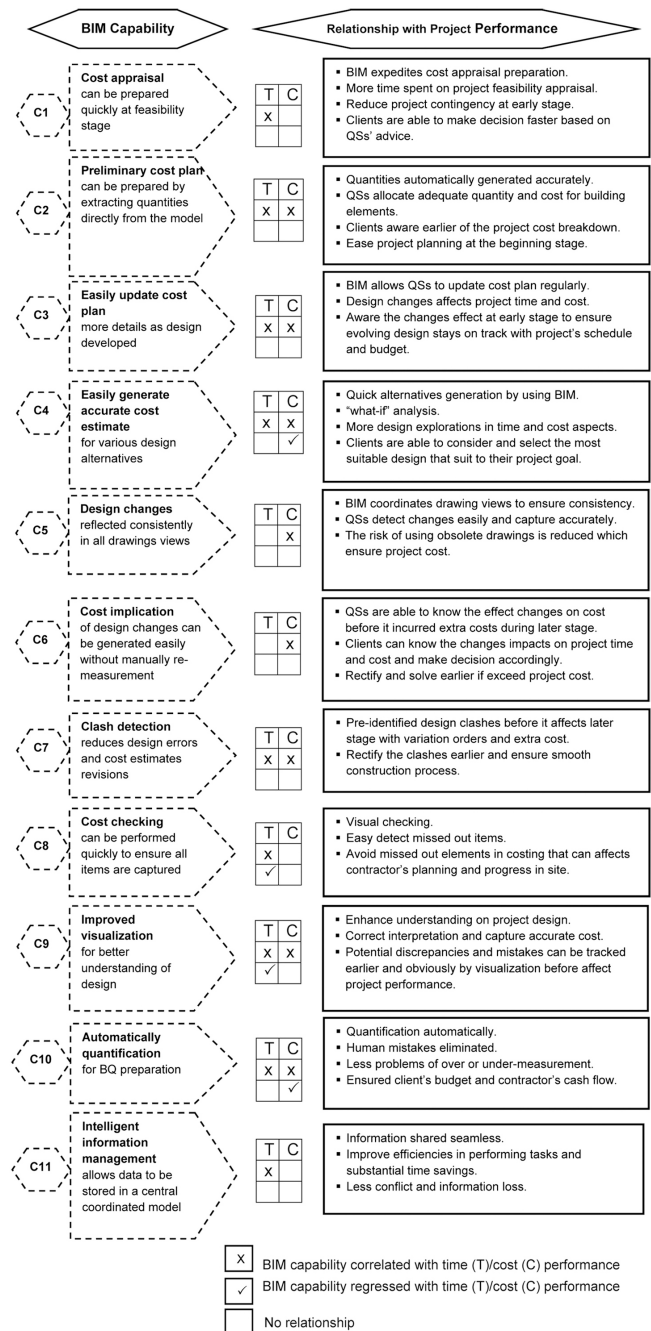 BIM Capability
Relationship with Project Performance
C1
Cost appraisal
can be prepared
quickly at feasibility
stage
T C
x
▪ BIM expedites cost appraisal preparation.
▪ More time spent on project feasibility appraisal.
▪ Reduce project contingency at early stage.
▪ Clients are able to make decision faster based on
QSs' advice.
C2
Preliminary cost plan
can be prepared by
extracting quantities
directly from the model
T C
x x
▪ Quantities automatically generated accurately.
▪ QSs allocate adequate quantity and cost for building
elements.
▪ Clients aware earlier of the project cost breakdown.
▪ Ease project planning at the beginning stage.
C3
Easily update cost
plan
more details as design
developed
T C
x x
▪ BIM allows QSs to update cost plan regularly.
▪ Design changes affects project time and cost.
▪ Aware the changes effect at early stage to ensure
evolving design stays on track with project's schedule
and budget.
C4
Easily generate
accurate cost
estimate
for various design
alternatives
T C
x x
✓
▪ Quick alternatives generation by using BIM.
▪ "what-if" analysis.
▪ More design explorations in time and cost aspects.
▪ Clients are able to consider and select the most
suitable design that suit to their project goal.
C5
Design changes
reflected consistently
in all drawings views
T C
x
▪ BIM coordinates drawing views to ensure consistency.
▪ QSs detect changes easily and capture accurately.
▪ The risk of using obsolete drawings is reduced which
ensure project cost.
C6
Cost implication
of design changes can
be generated easily
without manually re-
measurement
T C
x
▪ QSs are able to know the effect changes on cost
before it incurred extra costs during later stage.
▪ Clients can know the changes impacts on project time
and cost and make decision accordingly.
▪ Rectify and solve earlier if exceed project cost.
C7
Clash detection
reduces design errors
and cost estimates
revisions
T C
x x
▪ Pre-identified design clashes before it affects later
stage with variation orders and extra cost.
▪ Rectify the clashes earlier and ensure smooth
construction process.
C8
Cost checking
can be performed
quickly to ensure all
items are captured
T C
x
✓
▪ Visual checking.
▪ Easy detect missed out items.
▪ Avoid missed out elements in costing that can affects
contractor's planning and progress in site.
C9
Improved
visualization
for better
understanding of
design
T C
x x
✓
▪ Enhance understanding on project design.
▪ Correct interpretation and capture accurate cost.
▪ Potential discrepancies and mistakes can be tracked
earlier and obviously by visualization before affect
project performance.
C10
Automatically
quantification
for BQ preparation
T C
x x
✓
▪ Quantification automatically.
▪ Human mistakes eliminated.
▪ Less problems of over or under-measurement.
▪ Ensured client's budget and contractor's cash flow.
C11
Intelligent
information
management
allows data to be
stored in a central
coordinated model
T C
x
▪ Information shared seamless.
▪ Improve efficiencies in performing tasks and
substantial time savings.
▪ Less conflict and information loss.
x BIM capability correlated with time (T)/cost (C) performance
✓ BIM capability regressed with time (T)/cost (C) performance
No relationship